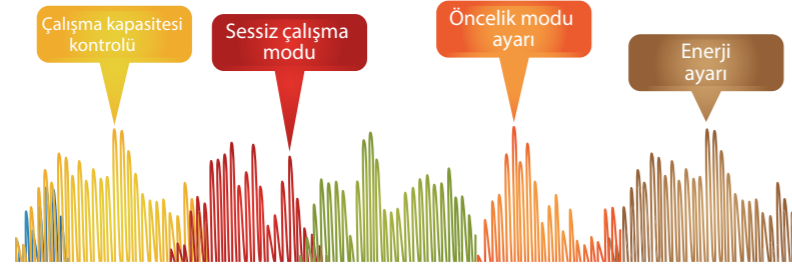 Çalışma kapasitesi
kontrolü
Sessiz çalışma
modu
Öncelik modu
ayarı
Enerji
ayarı